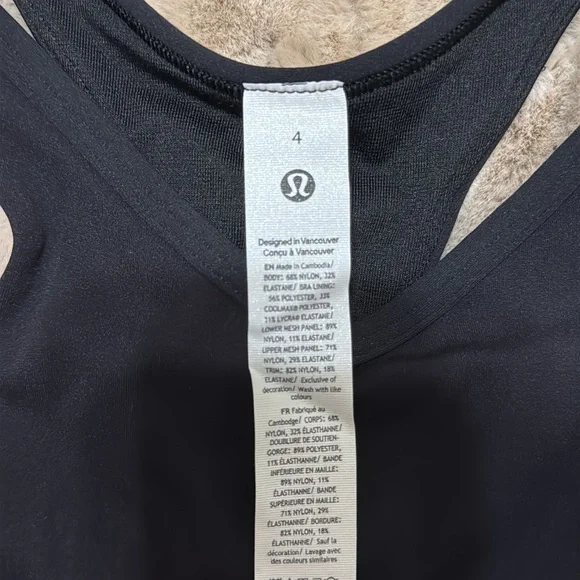 4
Designed in Vancouver
Conçu à Vancouver
EN Made in Cambodia/
BODY: 68% NYLON, 32%
ELASTANE/ BRA LINING:
56% POLYESTER, 33%
COOLMAX® POLYESTER,
11% LYCRA® ELASTANE/
LOWER MESH PANEL: 89%
NYLON, 11% ELASTANE/
UPPER MESH PANEL: 71%
NYLON, 29% ELASTANE/
TRIM: 82% NYLON, 18%
ELASTANE/ Exclusive of
decoration/ Wash with like
colours
FR Fabriqué au
Cambodge/ CORPS: 68%
NYLON, 32% ÉLASTHANNE/
DOUBLURE DE SOUTIEN-
GORGE: 89% POLYESTER,
11% ÉLASTHANNE/ BANDE
INFÉRIEURE EN MAILLE:
89% NYLON, 11%
ÉLASTHANNE/ BANDE
SUPÉRIEURE EN MAILLE:
71% NYLON, 29%
ÉLASTHANNE/ BORDURE:
82% NYLON, 18%
ÉLASTHANNE/ Sauf la
décoration/ Lavage avec
des couleurs similaires